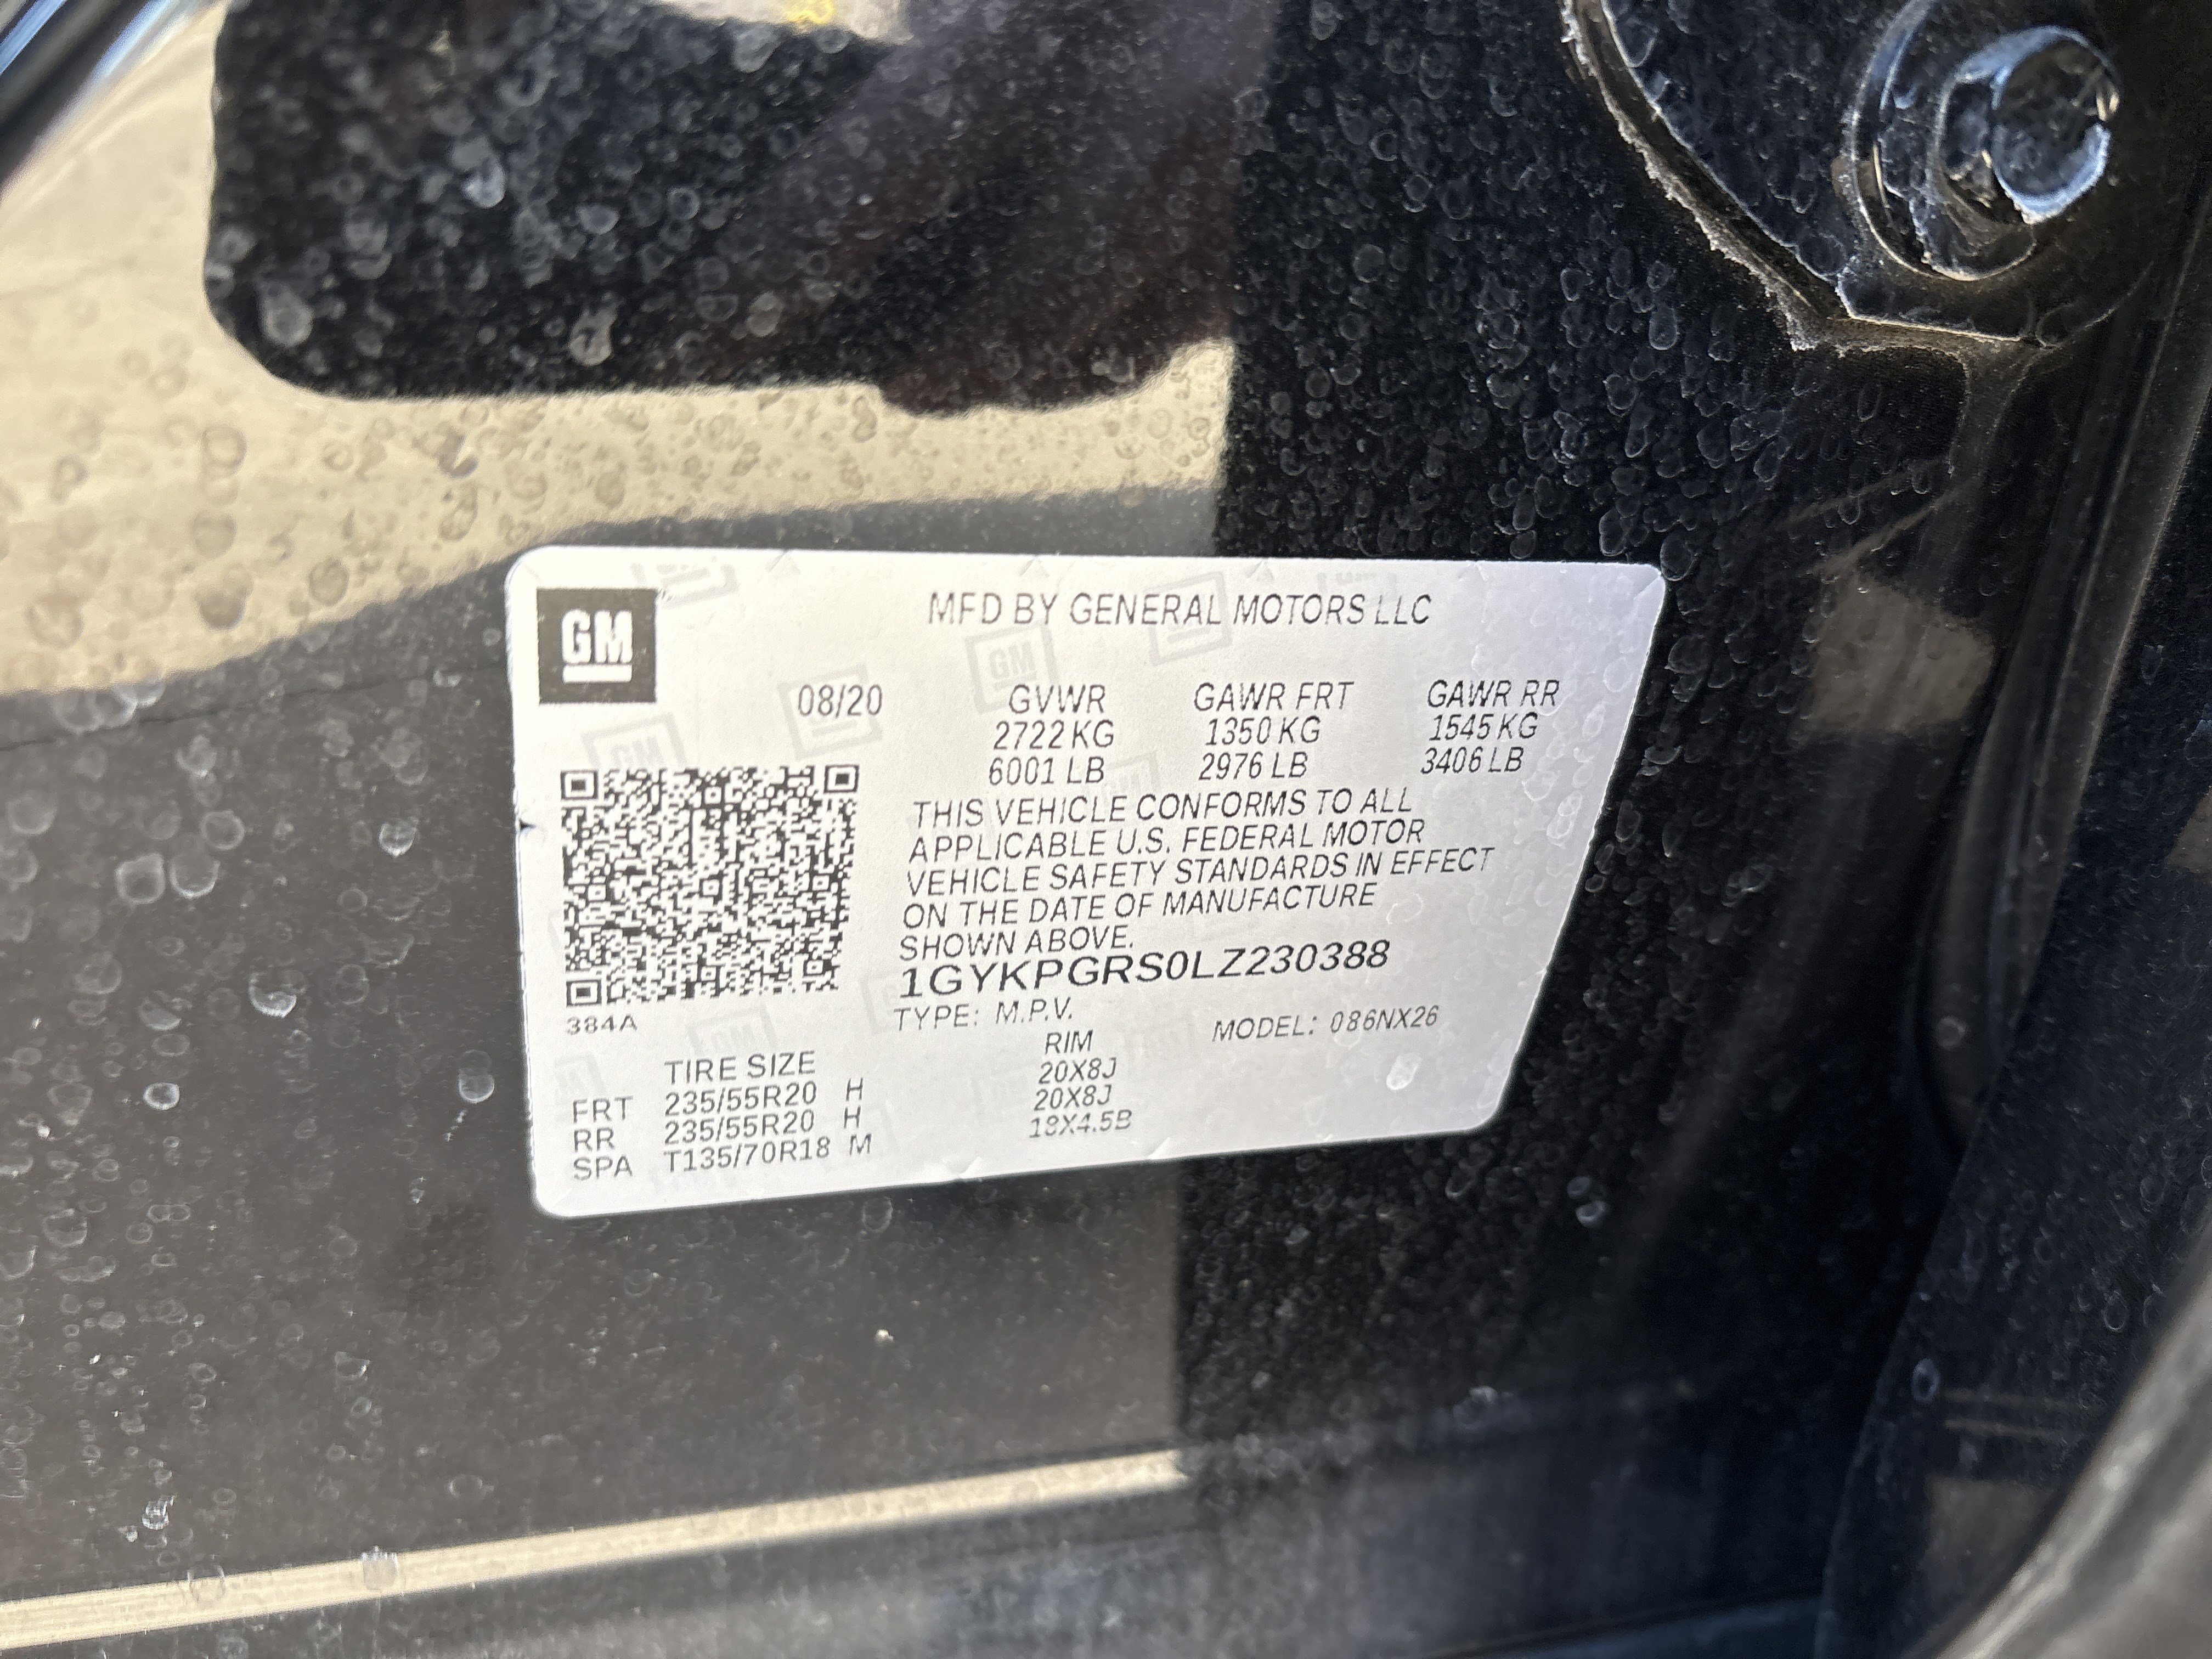 GM
MFD BY GENERAL MOTORS LLC
08/20 GVWR GAWR FRT GAWR RR
2722 KG 1350 KG 1545 KG
6001 LB 2976 LB 3406 LB
THIS VEHICLE CONFORMS TO ALL
APPLICABLE U.S. FEDERAL MOTOR
VEHICLE SAFETY STANDARDS IN EFFECT
ON THE DATE OF MANUFACTURE
SHOWN ABOVE.
1GYKPGRS0LZ230388
TYPE: M.P.V. MODEL: 086NX26
384A
TIRE SIZE RIM
FRT 235/55R20 H 20X8J
RR 235/55R20 H 20X8J
SPA T135/70R18 M 18X4.5B